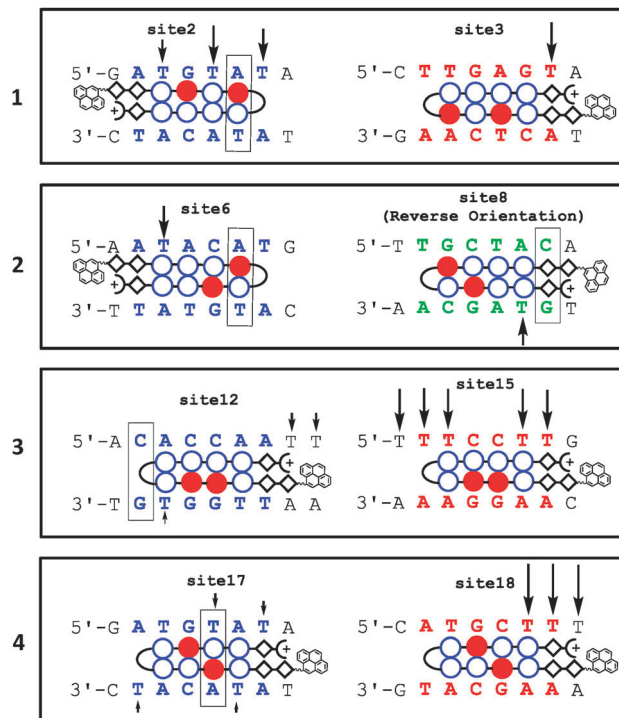 site2 site3
5'-G A T G T A T A 5'-C T T G A G T A
1
+ +
3'-C T A C A T A T 3'-G A A C T C A T
site6 site8
(Reverse Orientation)
5'-A A T A C A T G 5'-T T G C T A C A
2
+ +
3'-T T A T G T A C 3'-A A C G A T G T
site12 site15
5'-A C A C C A A T T 5'-T T T C C T T G
3
+ +
3'-T G T G G T T A A 3'-A A A G G A A C
site17 site18
5'-G A T G T A T A 5'-C A T G C T T T
4
+ +
3'-C T A C A T A T 3'-G T A C G A A A